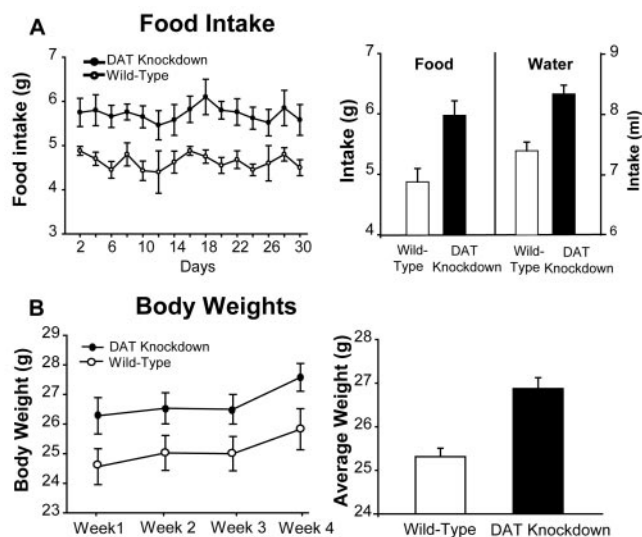 A
Food Intake
DAT Knockdown
Wild-Type
Food intake (g)
7
6
5
4
3
2 6 10 14 18 22 26 30
Days
Food
Water
Intake (g)
7
6
5
4
9
8
7
6
Intake (ml)
Wild-
Type
DAT
Knockdown
Wild-
Type
DAT
Knockdown
B
Body Weights
DAT Knockdown
Wild-Type
Body Weight (g)
29
28
27
26
25
24
23
Week1 Week 2 Week 3 Week 4
Average Weight (g)
28
27
26
25
24
Wild-Type DAT Knockdown